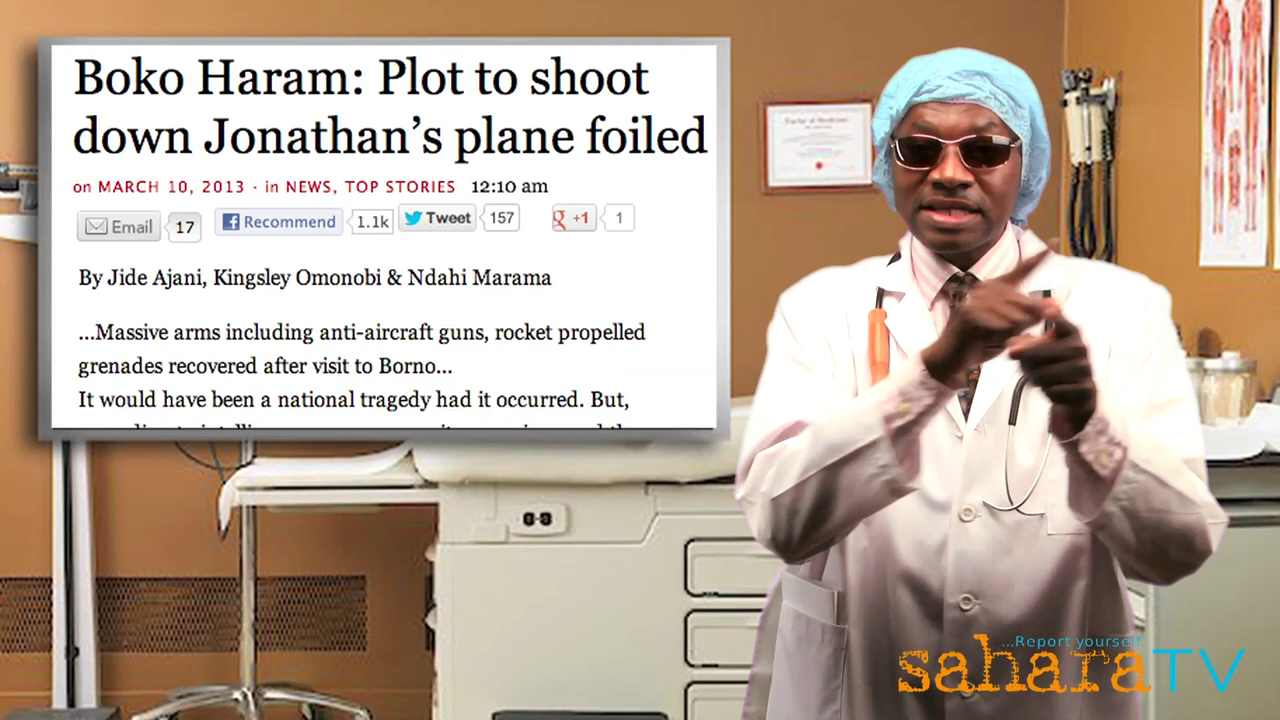 Boko Haram: Plot to shoot
down Jonathan’s plane foiled
on MARCH 10, 2013 · in NEWS, TOP STORIES 12:10 am
Email 17 Recommend 1.1k Tweet 157 +1 1
By Jide Ajani, Kingsley Omonobi & Ndahi Marama
...Massive arms including anti-aircraft guns, rocket propelled
grenades recovered after visit to Borno...
It would have been a national tragedy had it occurred. But,
...Report yourself
saharaTV